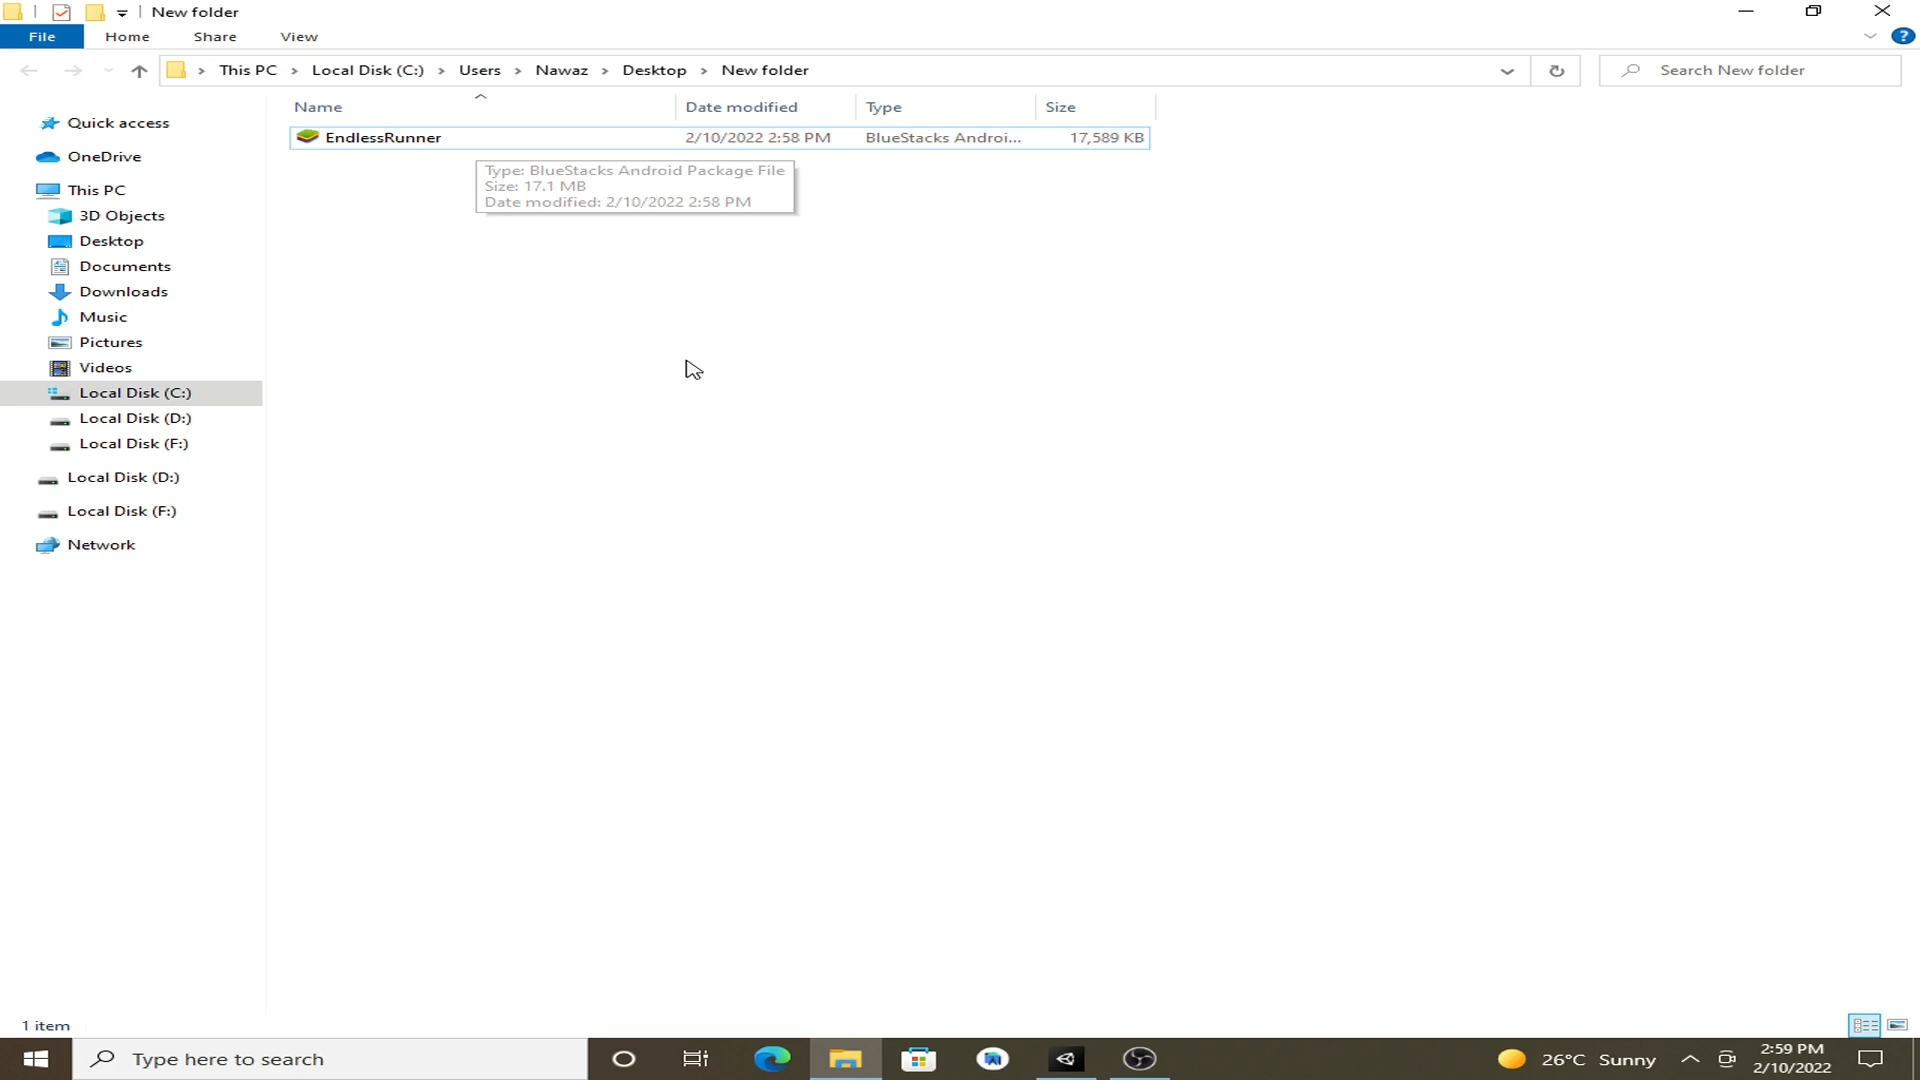 New folder
File Home Share View
This PC Local Disk (C:) Users Nawaz Desktop New folder
Search New folder
Name Date modified Type Size
EndlessRunner 2/10/2022 2:58 PM BlueStacks Androi... 17,589 KB
Type: BlueStacks Android Package File
Size: 17.1 MB
Date modified: 2/10/2022 2:58 PM
Quick access
OneDrive
This PC
3D Objects
Desktop
Documents
Downloads
Music
Pictures
Videos
Local Disk (C:)
Local Disk (D:)
Local Disk (F:)
Local Disk (D:)
Local Disk (F:)
Network
1 item
Type here to search
26°C Sunny
2:59 PM
2/10/2022